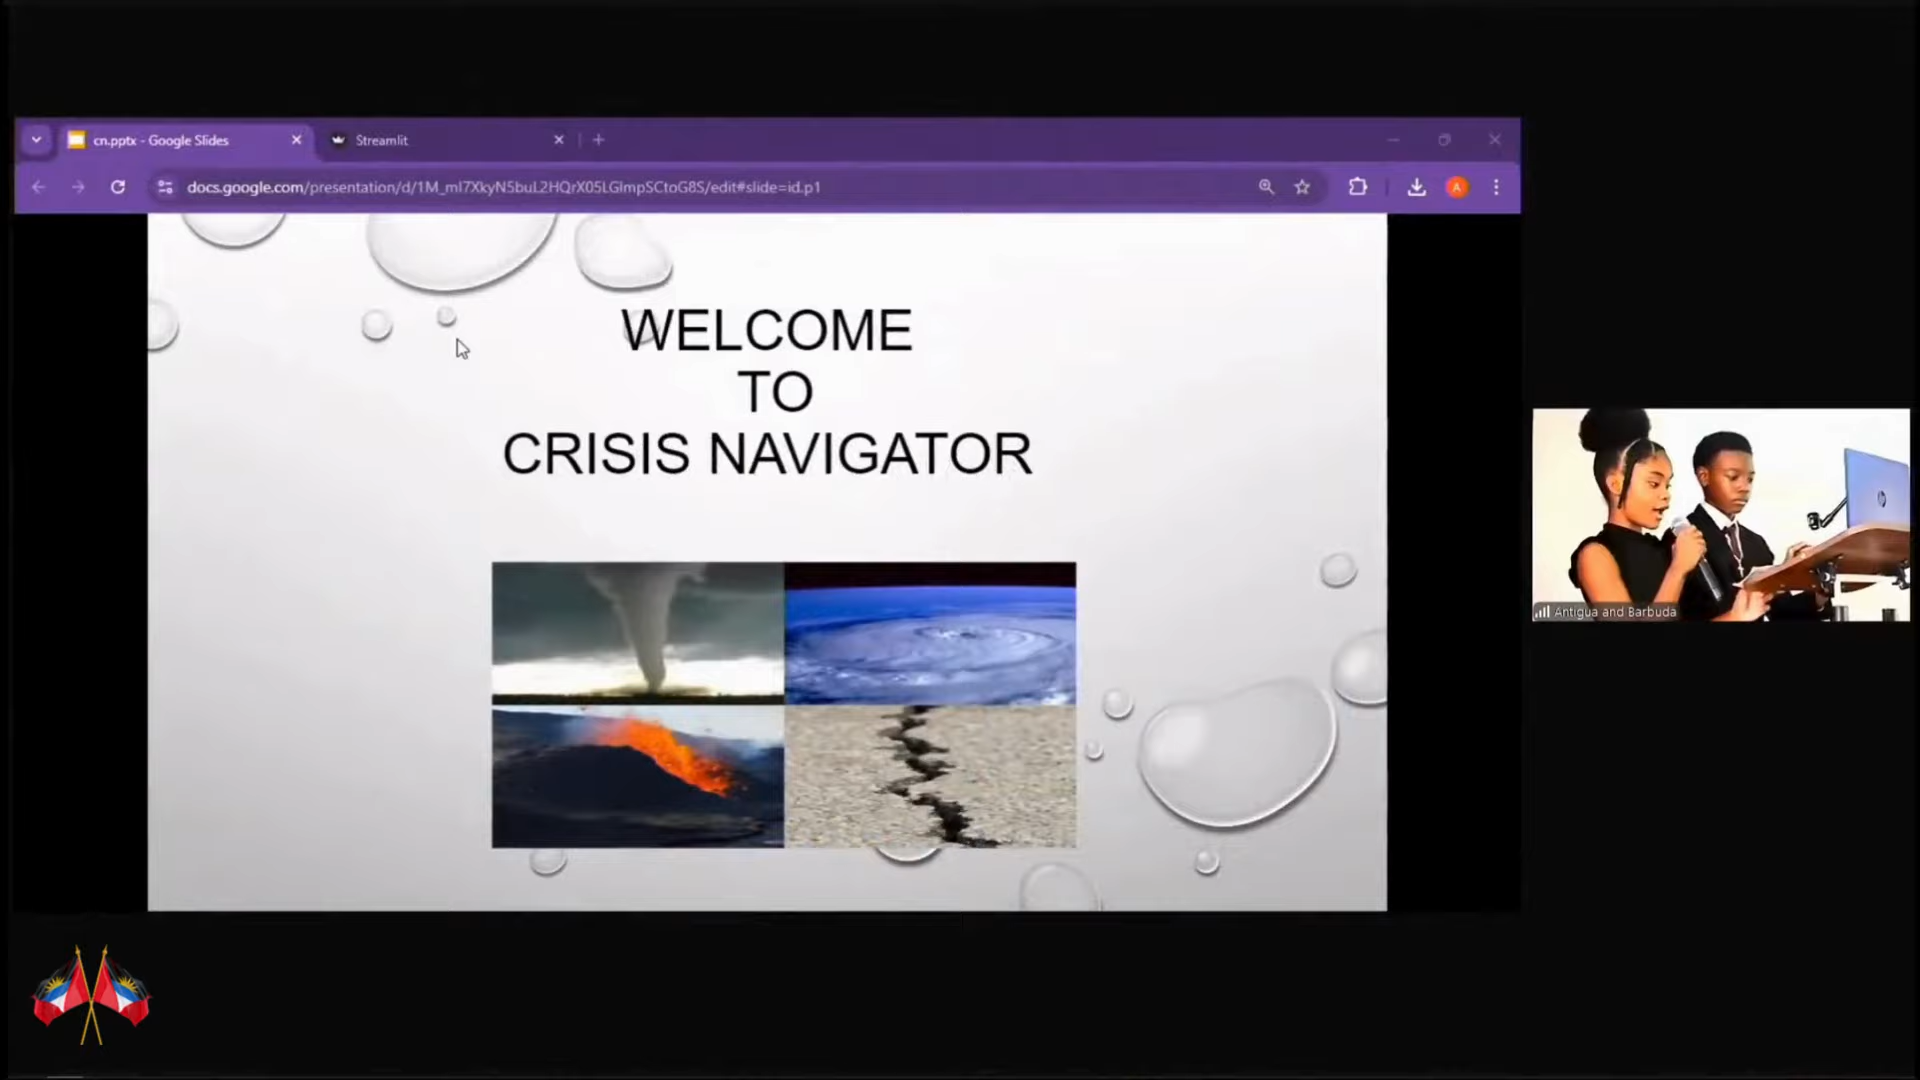 cn.pptx - Google Slides
Streamlit
docs.google.com/presentation/d/1M_ml7XkyN5buL2HQrX05LGlmpSCtoG8S/edit#slide=id.p1
A
WELCOME
TO
CRISIS NAVIGATOR
hp
Antigua and Barbuda